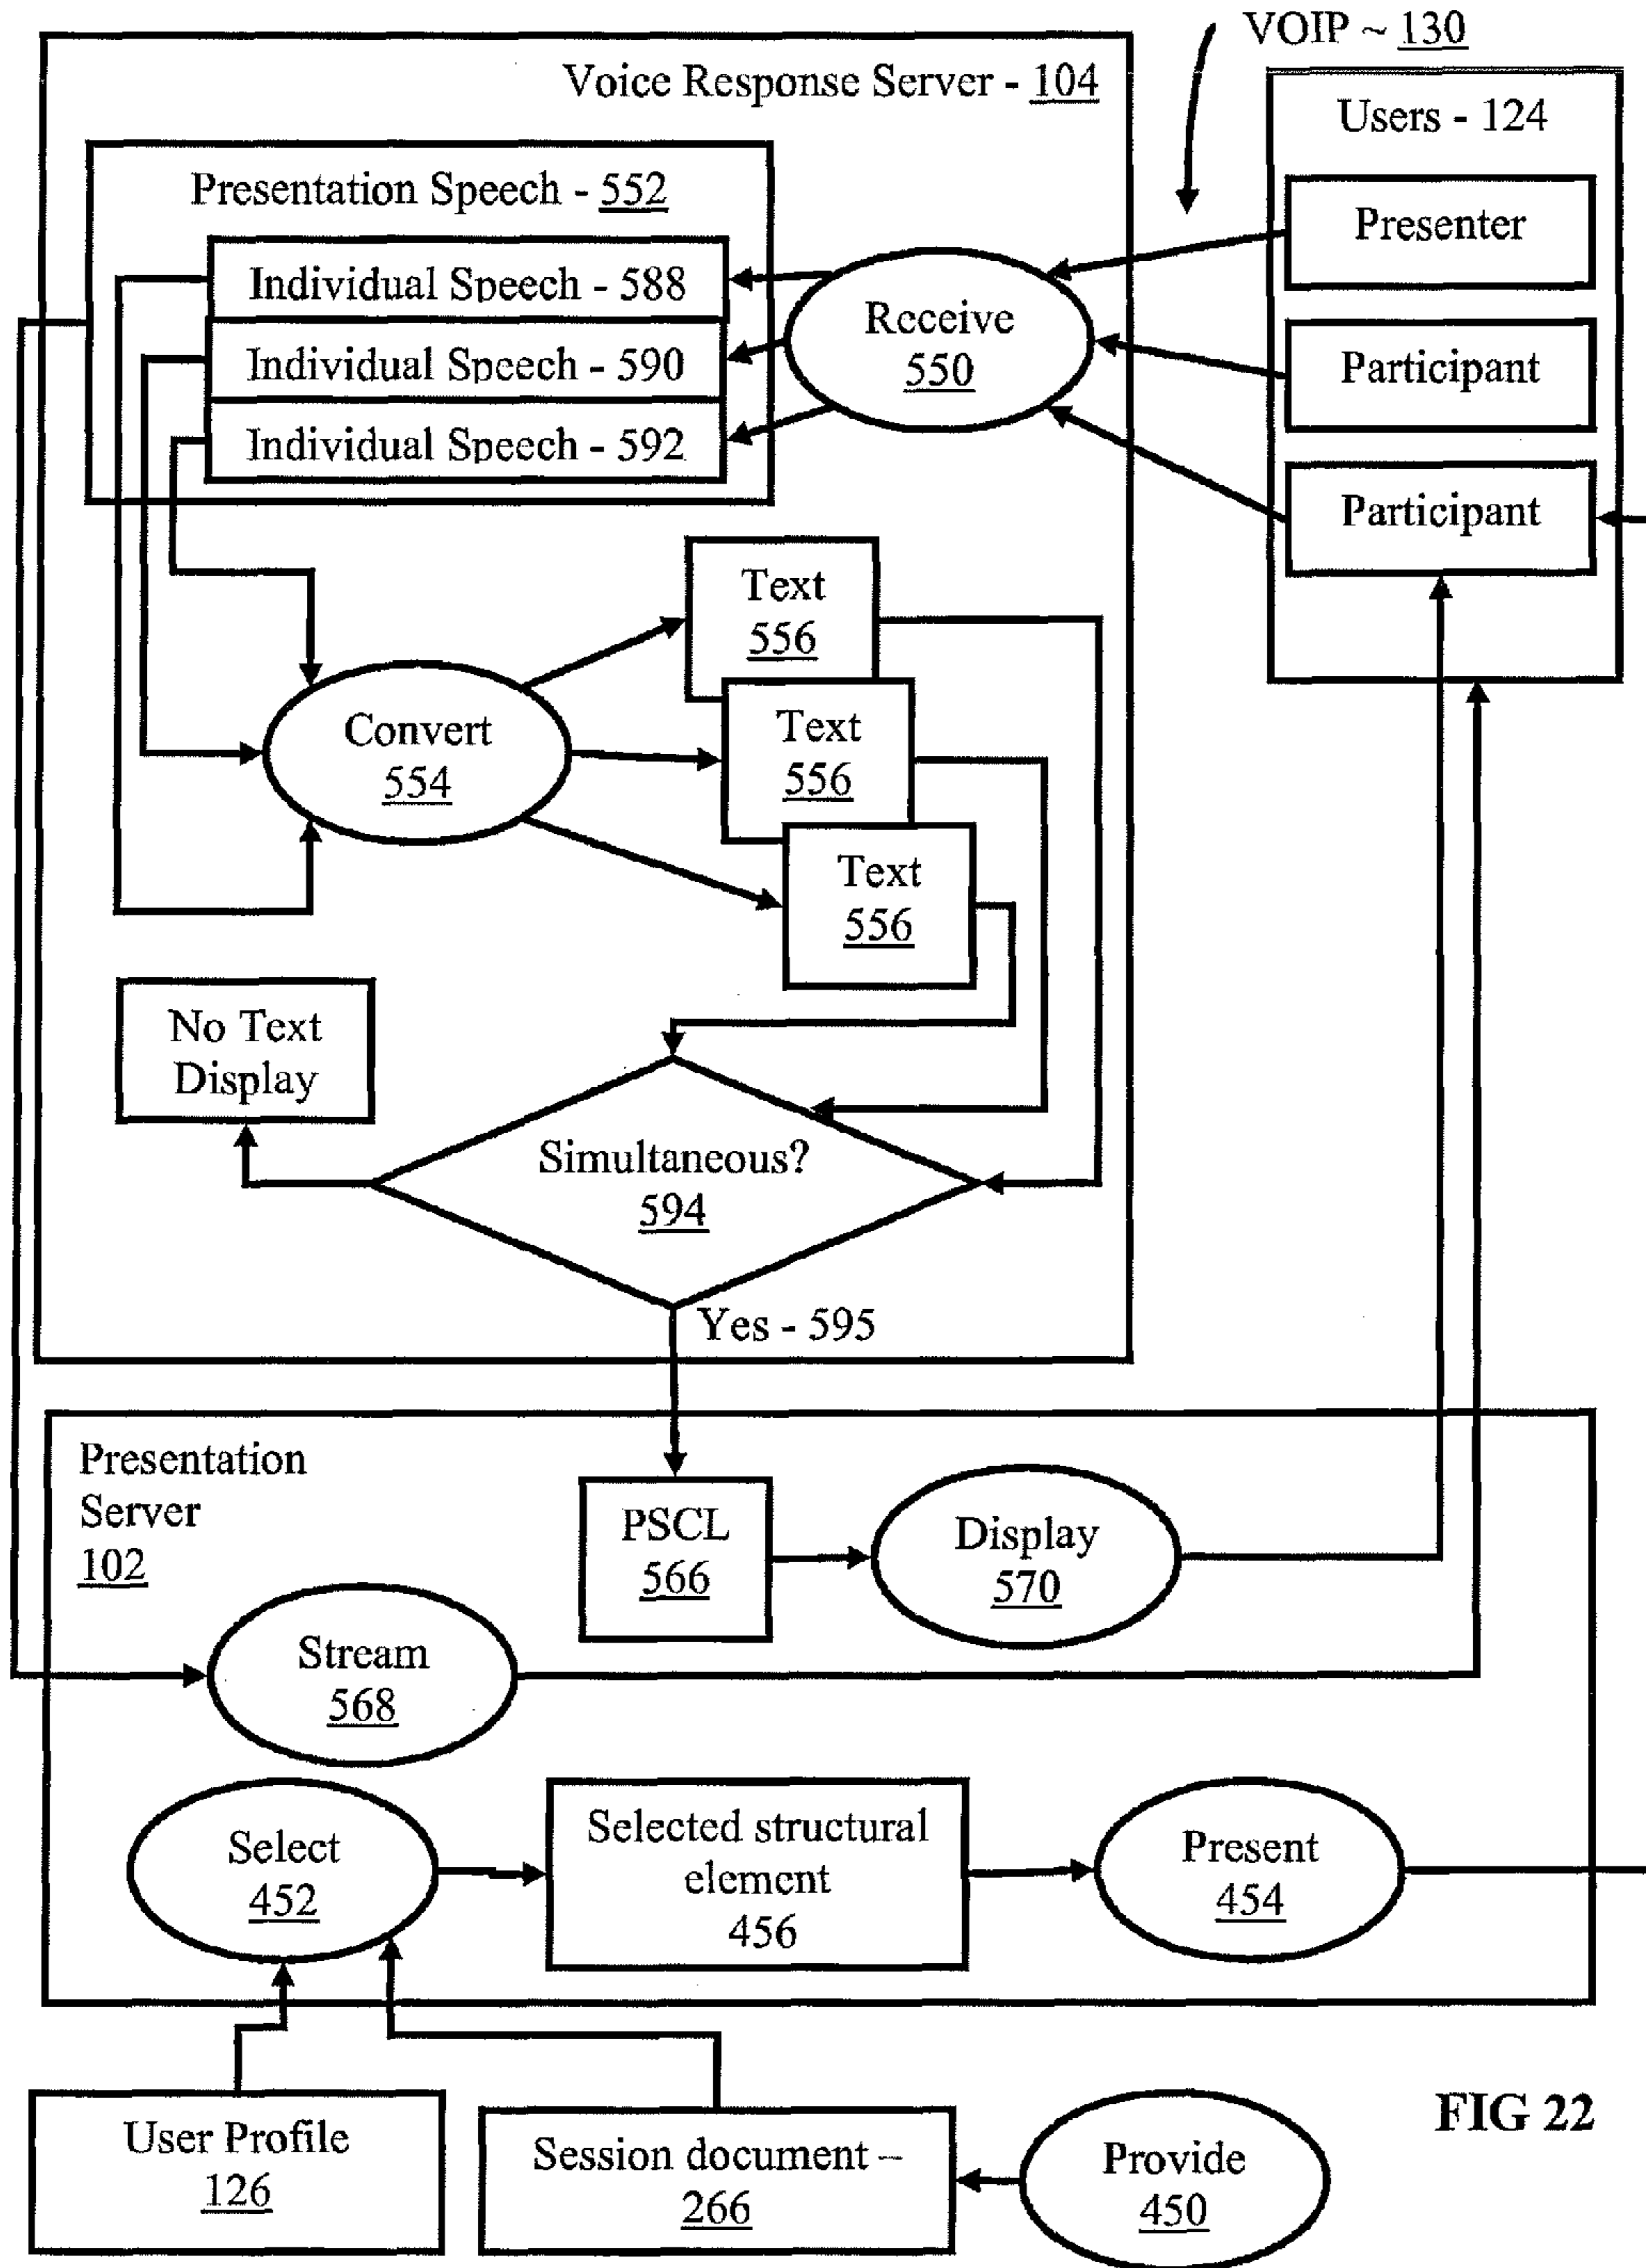 VOIP ~ 130
Voice Response Server - 104
Users - 124
Presentation Speech - 552
Presenter
Individual Speech - 588
Receive
550
Individual Speech - 590
Participant
Individual Speech - 592
Participant
Text
556
Convert
554
Text
556
Text
556
No Text
Display
Simultaneous?
594
Yes - 595
Presentation
Server
102
PSCL
566
Display
570
Stream
568
Select
452
Selected structural
element
456
Present
454
User Profile
126
Session document –
266
Provide
450
FIG 22